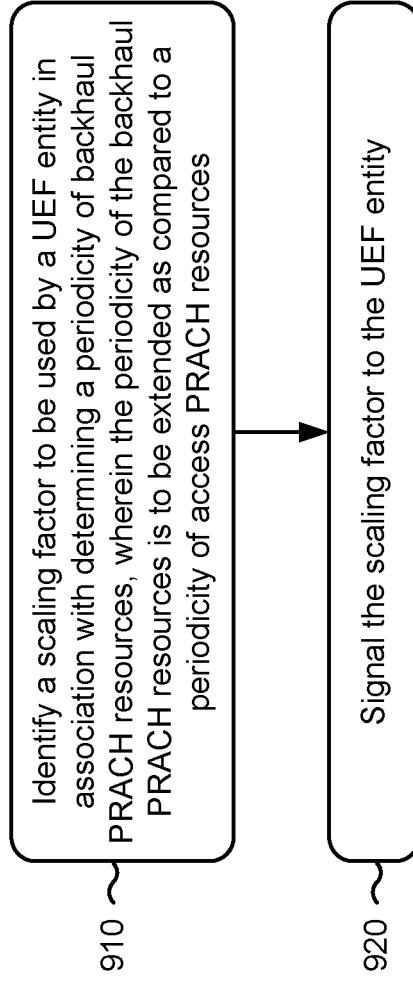 910
Identify a scaling factor to be used by a UEF entity in
association with determining a periodicity of backhaul
PRACH resources, wherein the periodicity of the backhaul
PRACH resources is to be extended as compared to a
periodicity of access PRACH resources
920
Signal the scaling factor to the UEF entity